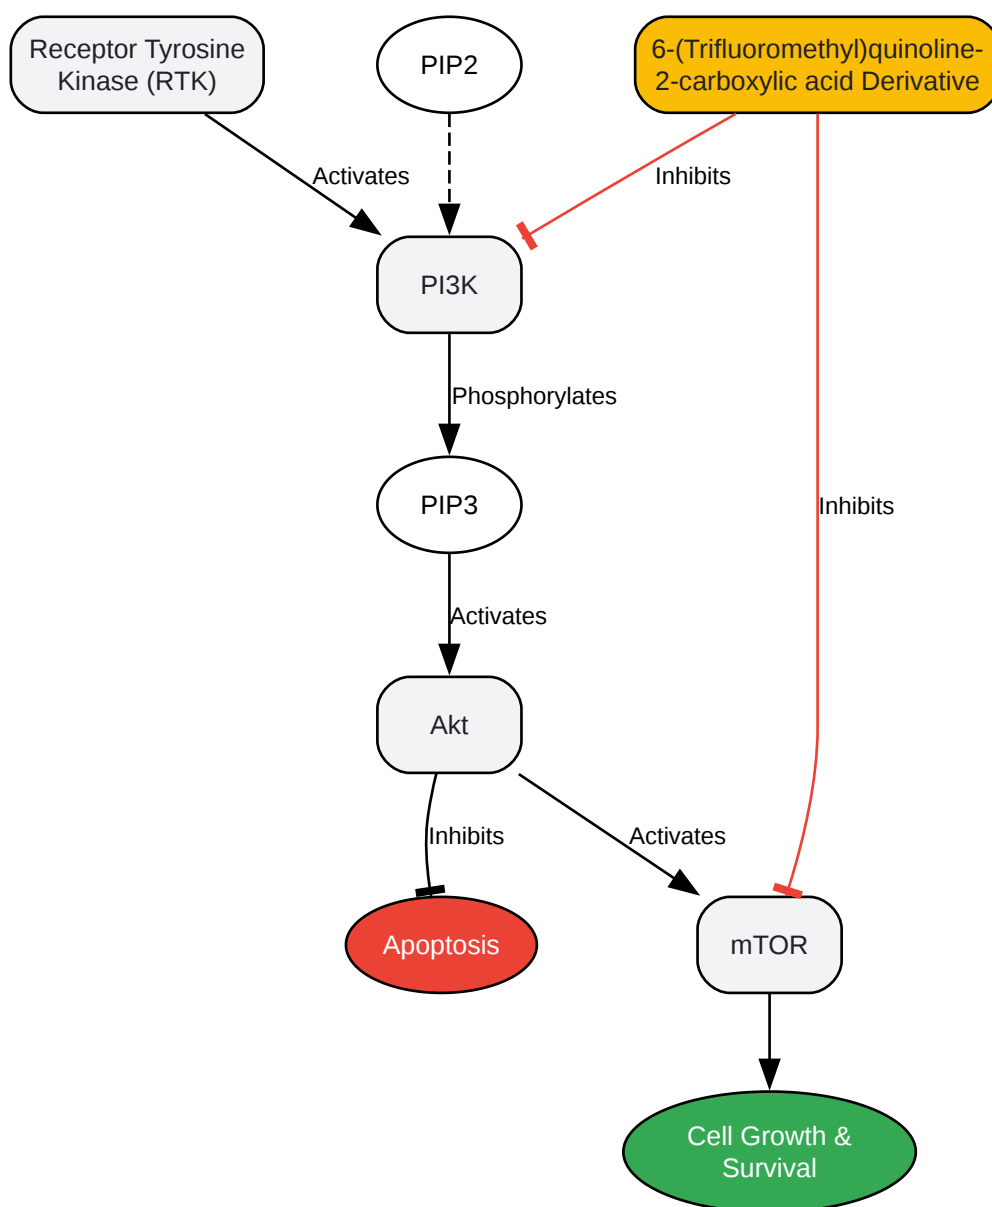 Receptor Tyrosine
Kinase (RTK)
PIP2
6-(Trifluoromethyl)quinoline-
2-carboxylic acid Derivative
Activates
Inhibits
PI3K
Phosphorylates
PIP3
Inhibits
Activates
Akt
Inhibits
Activates
Apoptosis
mTOR
Cell Growth &
Survival